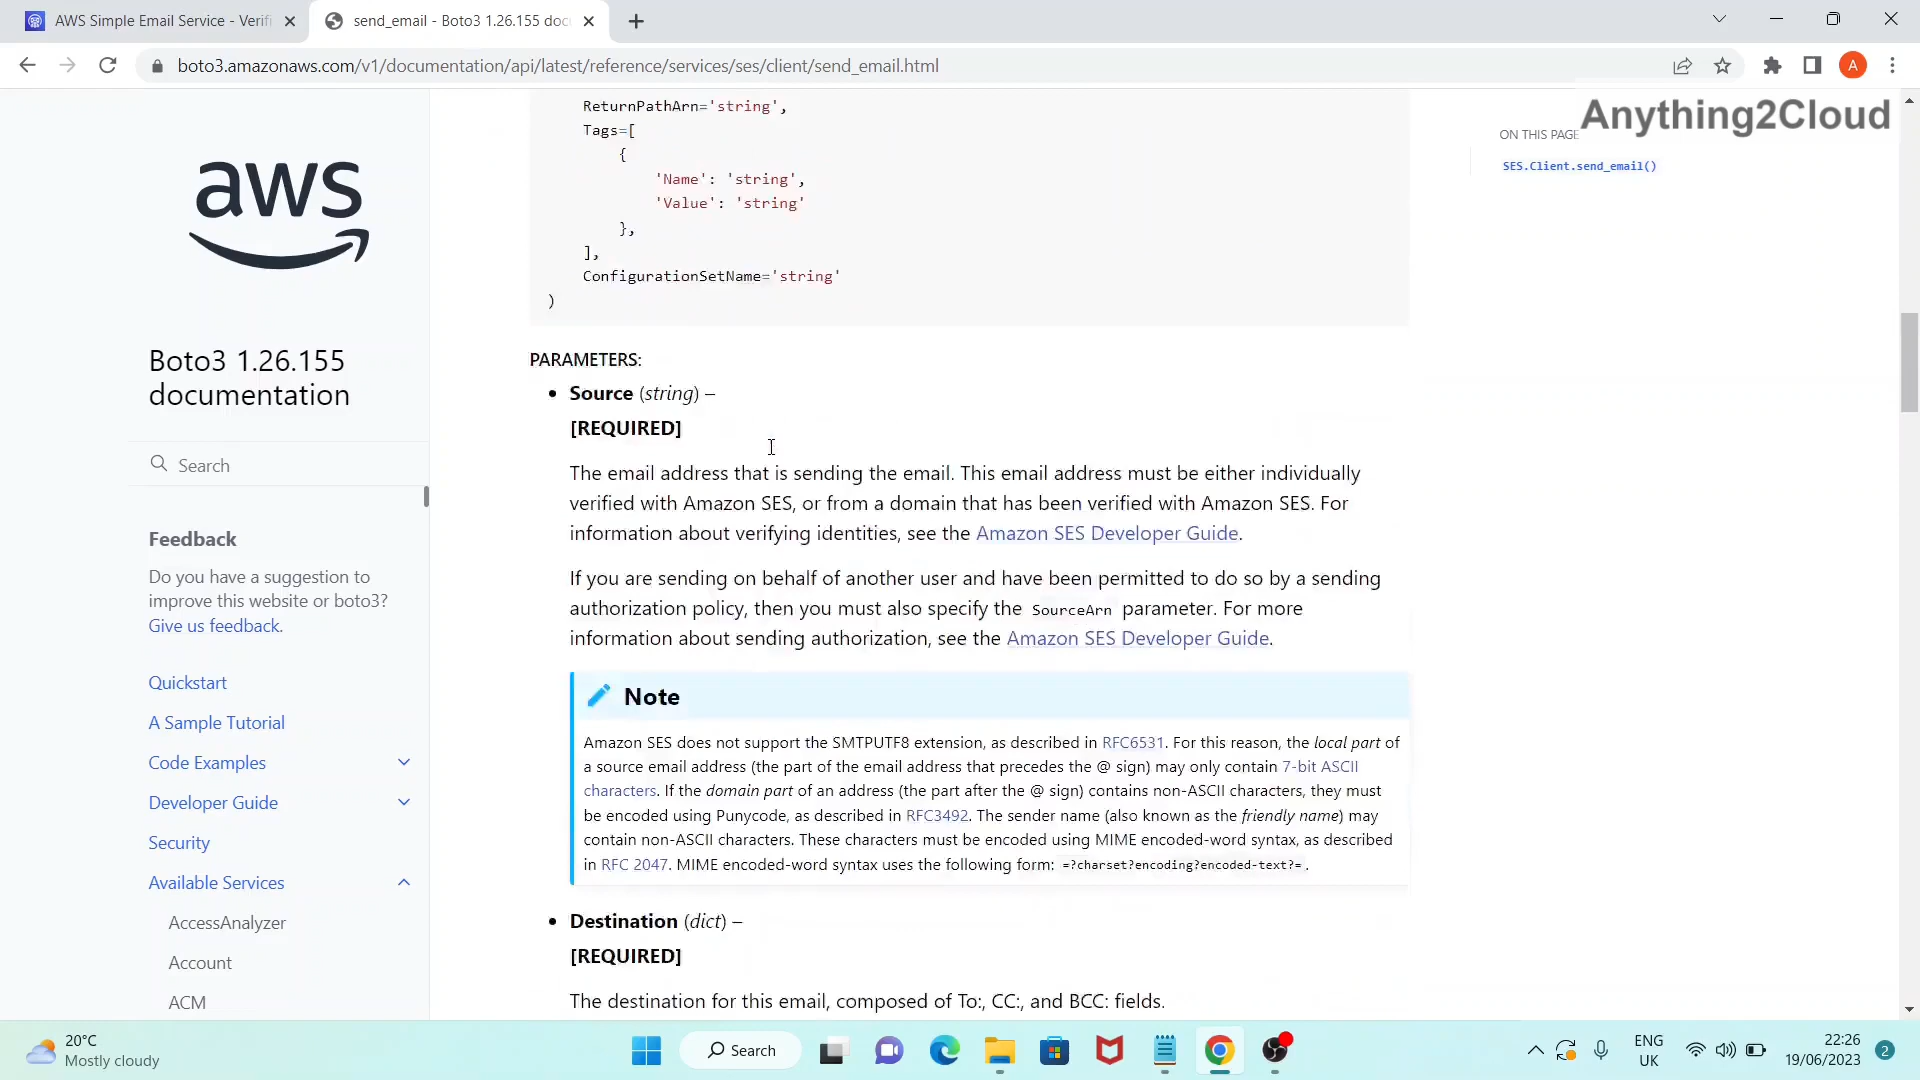 AWS Simple Email Service - Verifi
send_email - Boto3 1.26.155 doc
boto3.amazonaws.com/v1/documentation/api/latest/reference/services/ses/client/send_email.html
A
Anything2Cloud
aws
Boto3 1.26.155
documentation
Search
Feedback
Do you have a suggestion to
improve this website or boto3?
Give us feedback.
Quickstart
A Sample Tutorial
Code Examples
Developer Guide
Security
Available Services
AccessAnalyzer
Account
ACM
ReturnPathArn='string',
Tags=[
{
'Name': 'string',
'Value': 'string'
},
],
ConfigurationSetName='string'
)
PARAMETERS:
• Source (string) –
[REQUIRED]
The email address that is sending the email. This email address must be either individually
verified with Amazon SES, or from a domain that has been verified with Amazon SES. For
information about verifying identities, see the Amazon SES Developer Guide.
If you are sending on behalf of another user and have been permitted to do so by a sending
authorization policy, then you must also specify the SourceArn parameter. For more
information about sending authorization, see the Amazon SES Developer Guide.
Note
Amazon SES does not support the SMTPUTF8 extension, as described in RFC6531. For this reason, the local part of
a source email address (the part of the email address that precedes the @ sign) may only contain 7-bit ASCII
characters. If the domain part of an address (the part after the @ sign) contains non-ASCII characters, they must
be encoded using Punycode, as described in RFC3492. The sender name (also known as the friendly name) may
contain non-ASCII characters. These characters must be encoded using MIME encoded-word syntax, as described
in RFC 2047. MIME encoded-word syntax uses the following form: =?charset?encoding?encoded-text?=.
• Destination (dict) –
[REQUIRED]
The destination for this email, composed of To:, CC:, and BCC: fields.
ON THIS PAGE
SES.Client.send_email()
20°C
Mostly cloudy
Search
ENG
UK
22:26
19/06/2023
2